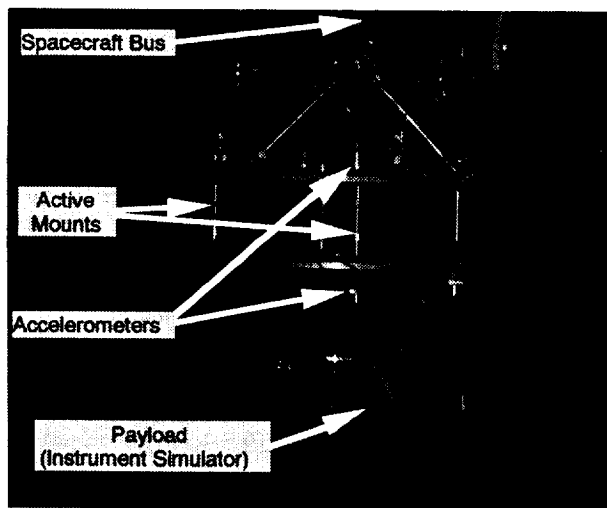 Spacecraft Bus
Active
Mounts
Accelerometers
Payload
(Instrument Simulator)